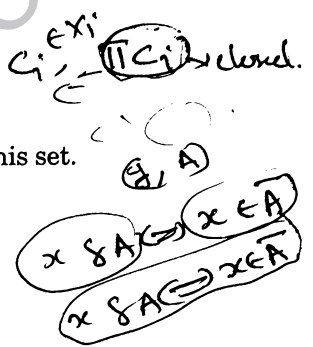 ∈ Xi
Ci, ΠCi → closed.
his set.
(y, A)
x δ A ⇔ x ∈ A̅
x δ A ⇔ x ∈ A̅